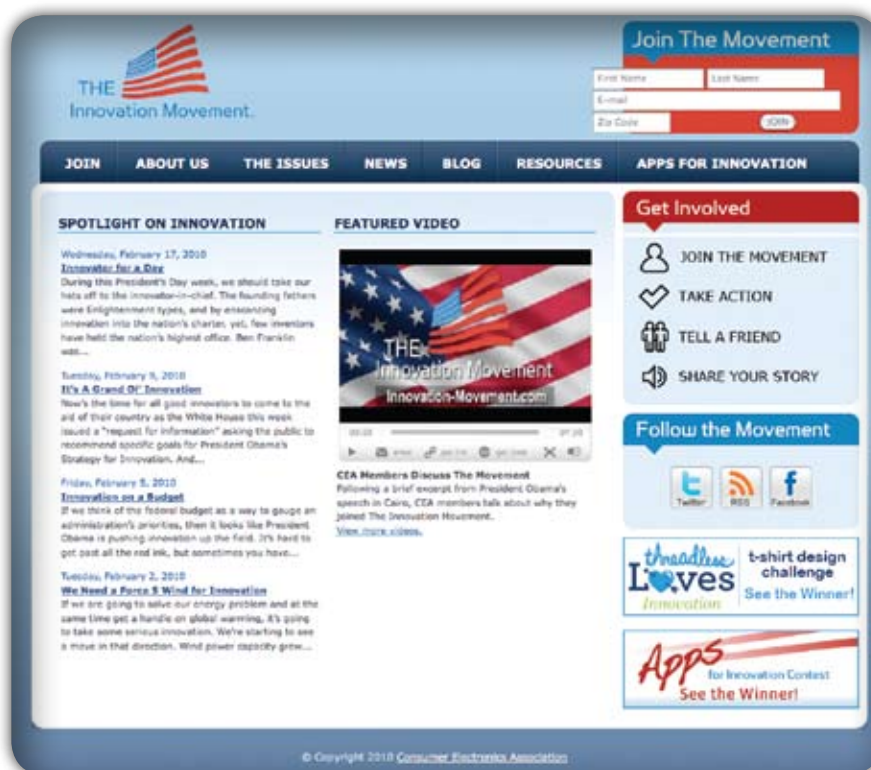 THE
Innovation Movement.
Join The Movement
First Name
Last Name
E-mail
Zip Code
JOIN
JOIN
ABOUT US
THE ISSUES
NEWS
BLOG
RESOURCES
APPS FOR INNOVATION
SPOTLIGHT ON INNOVATION
Wednesday, February 17, 2010
Innovator for a Day
During this President's Day week, we should take our
hats off to the innovator-in-chief. The founding fathers
were Enlightenment types, and by ensconcing
innovation into the nation's charter, yet, few inventors
have held the nation's highest office. Ben Franklin
was...
Tuesday, February 9, 2010
It's A Grand Ol' Innovation
Now's the time for all good innovators to come to the
aid of their country as the White House this week
issued a "request for information" asking the public to
recommend specific goals for President Obama's
Strategy for Innovation. And...
Friday, February 5, 2010
Innovation on a Budget
If we think of the federal budget as a way to gauge an
administration's priorities, then it looks like President
Obama is pushing innovation up the field. It's hard to
get past all the red ink, but sometimes you have...
Tuesday, February 2, 2010
We Need a Force 5 Wind for Innovation
If we are going to solve our energy problem and at the
same time get a handle on global warming, it's going
to take some serious innovation. We're starting to see
a move in that direction. Wind power capacity grew...
FEATURED VIDEO
THE
Innovation Movement
Innovation-Movement.com
CEA Members Discuss The Movement
Following a brief excerpt from President Obama's
speech in Cairo, CEA members talk about why they
joined The Innovation Movement.
View more videos.
Get Involved
JOIN THE MOVEMENT
TAKE ACTION
TELL A FRIEND
SHARE YOUR STORY
Follow the Movement
Twitter
RSS
Facebook
threadless
Loves
Innovation
t-shirt design
challenge
See the Winner!
Apps
for Innovation Contest
See the Winner!
© Copyright 2010 Consumer Electronics Association